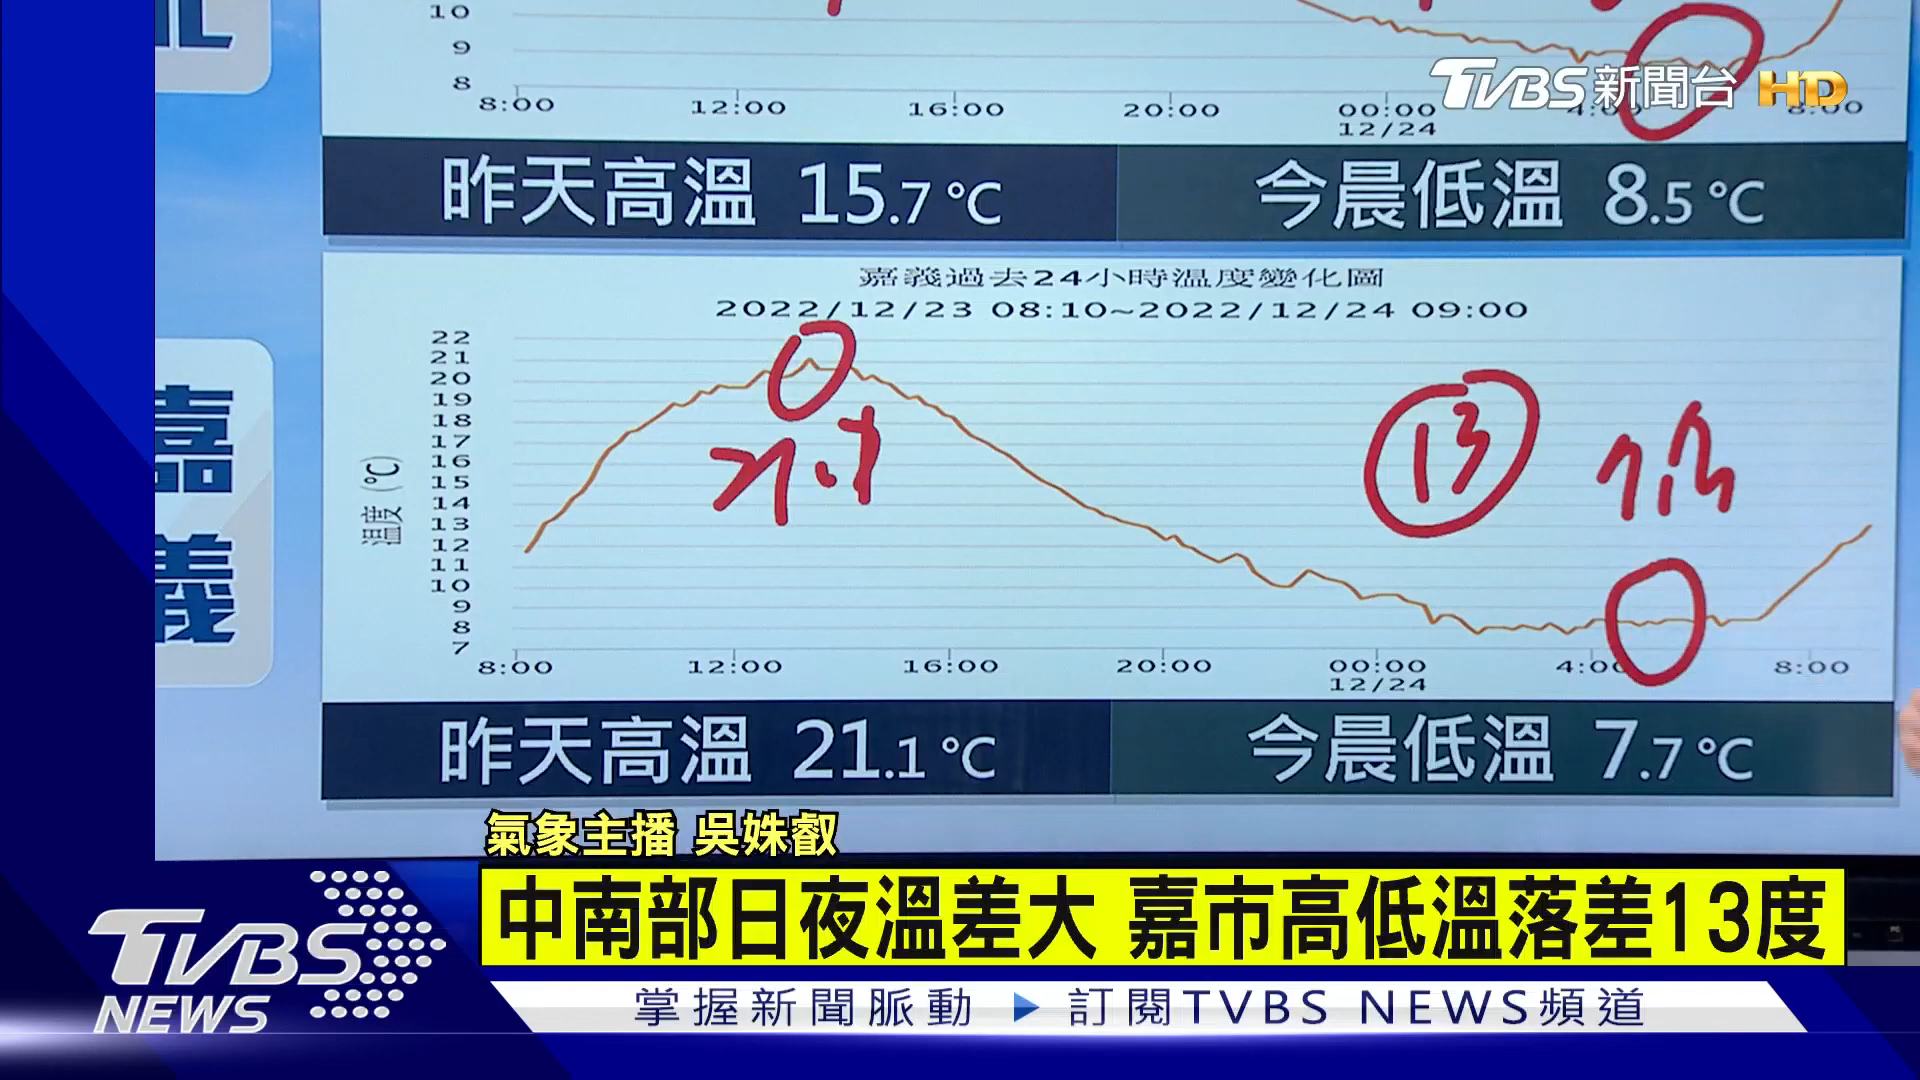 北
10
9
8
8:00 12:00 16:00 20:00 00:00 4:00 8:00
12/24
TVBS新聞台 HD
昨天高溫 15.7℃ 今晨低溫 8.5℃
嘉義過去24小時溫度變化圖
2022/12/23 08:10~2022/12/24 09:00
嘉義
溫度 (℃)
22
21
20
19
18
17
16
15
14
13
12
11
10
9
8
7
13
8:00 12:00 16:00 20:00 00:00 4:00 8:00
12/24
昨天高溫 21.1℃ 今晨低溫 7.7℃
氣象主播 吳姝叡
中南部日夜溫差大 嘉市高低溫落差13度
TVBS NEWS
掌握新聞脈動 ▶ 訂閱TVBS NEWS頻道